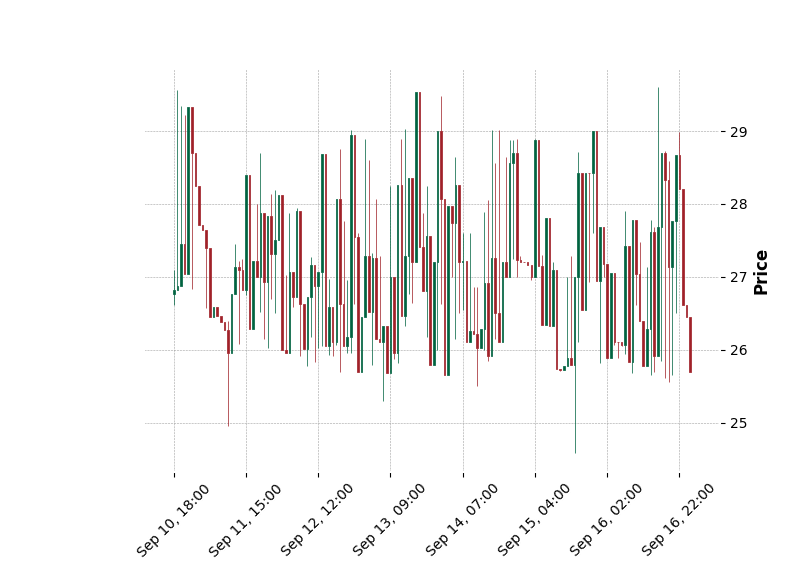 29
28
27
26
25
Price
Sep 10, 18:00
Sep 11, 15:00
Sep 12, 12:00
Sep 13, 09:00
Sep 14, 07:00
Sep 15, 04:00
Sep 16, 02:00
Sep 16, 22:00